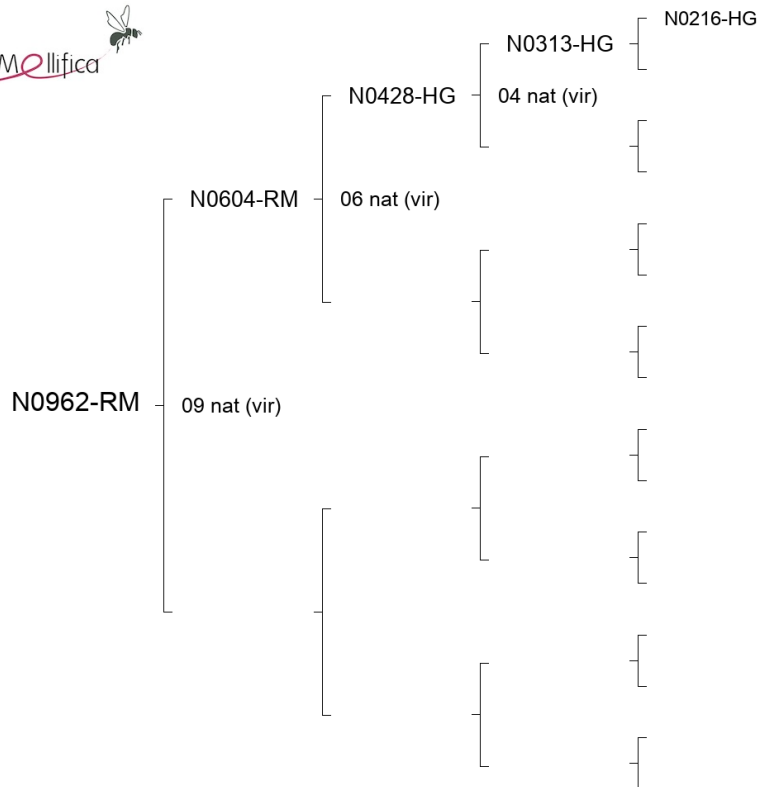 Mellifica
N0216-HG
N0313-HG
N0428-HG
04 nat (vir)
N0604-RM
06 nat (vir)
N0962-RM
09 nat (vir)